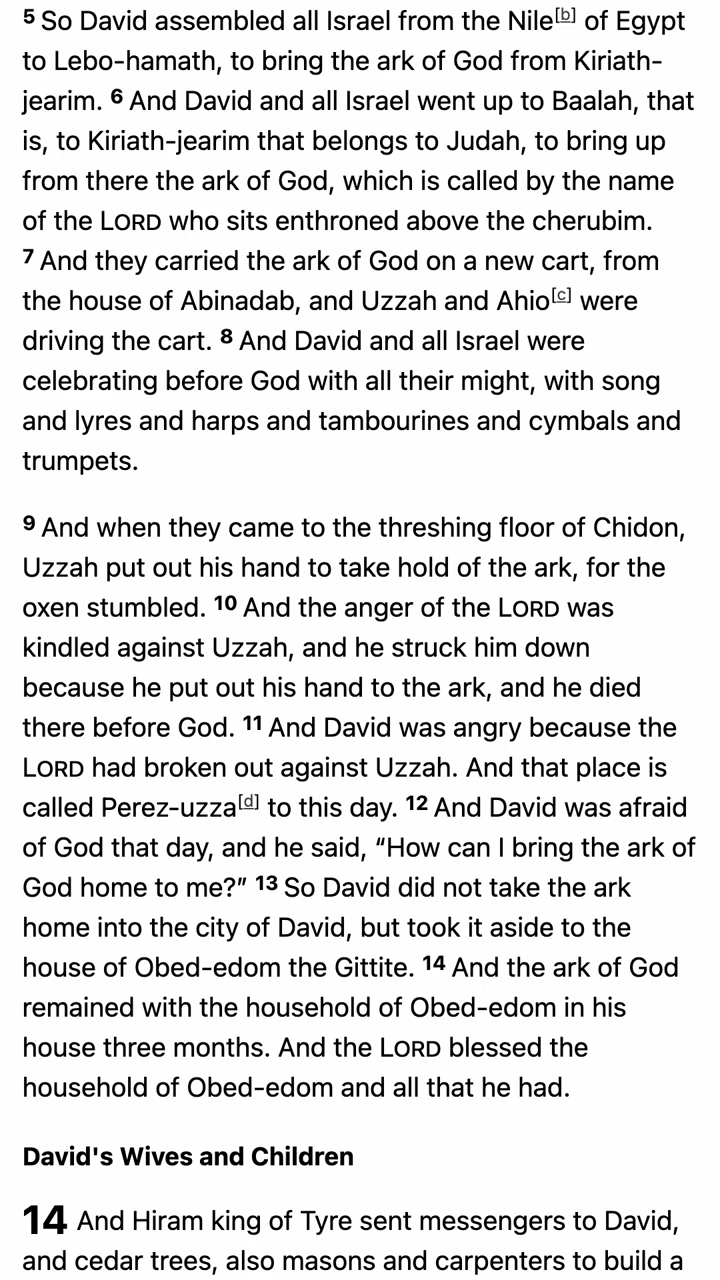 5 So David assembled all Israel from the Nile[b] of Egypt
to Lebo-hamath, to bring the ark of God from Kiriath-
jearim. 6 And David and all Israel went up to Baalah, that
is, to Kiriath-jearim that belongs to Judah, to bring up
from there the ark of God, which is called by the name
of the LORD who sits enthroned above the cherubim.
7 And they carried the ark of God on a new cart, from
the house of Abinadab, and Uzzah and Ahio[c] were
driving the cart. 8 And David and all Israel were
celebrating before God with all their might, with song
and lyres and harps and tambourines and cymbals and
trumpets.
9 And when they came to the threshing floor of Chidon,
Uzzah put out his hand to take hold of the ark, for the
oxen stumbled. 10 And the anger of the LORD was
kindled against Uzzah, and he struck him down
because he put out his hand to the ark, and he died
there before God. 11 And David was angry because the
LORD had broken out against Uzzah. And that place is
called Perez-uzza[d] to this day. 12 And David was afraid
of God that day, and he said, “How can I bring the ark of
God home to me?” 13 So David did not take the ark
home into the city of David, but took it aside to the
house of Obed-edom the Gittite. 14 And the ark of God
remained with the household of Obed-edom in his
house three months. And the LORD blessed the
household of Obed-edom and all that he had.
David's Wives and Children
14 And Hiram king of Tyre sent messengers to David,
and cedar trees, also masons and carpenters to build a